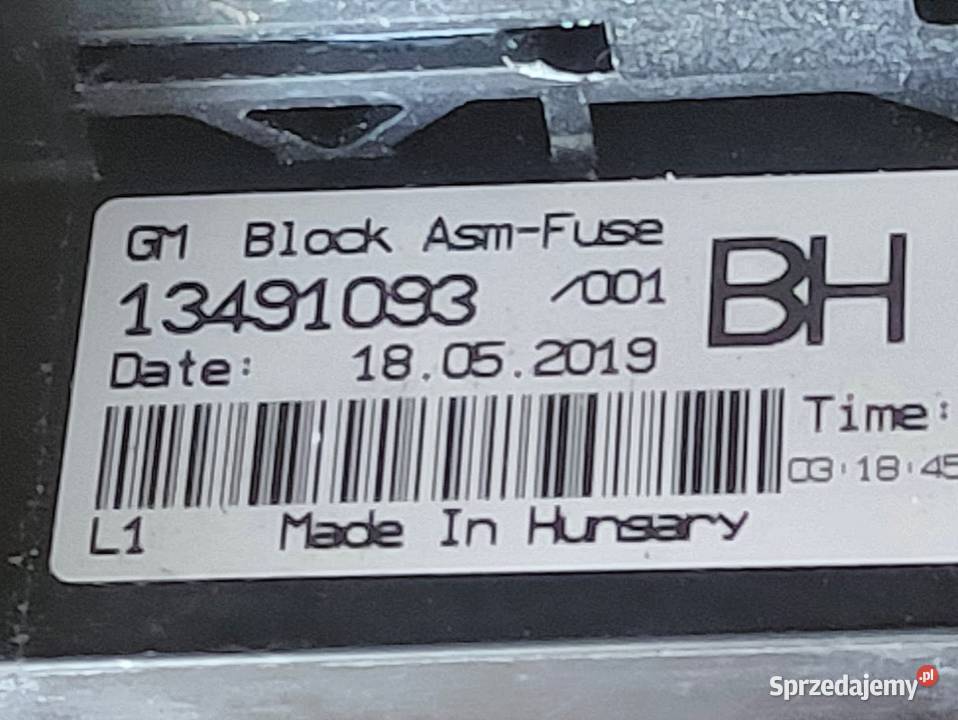 GM Block Asm-Fuse
13491093 /001 BH
Date: 18.05.2019
Time:
03:18:45
L1 Made In Hungary
Sprzedajemy.pl